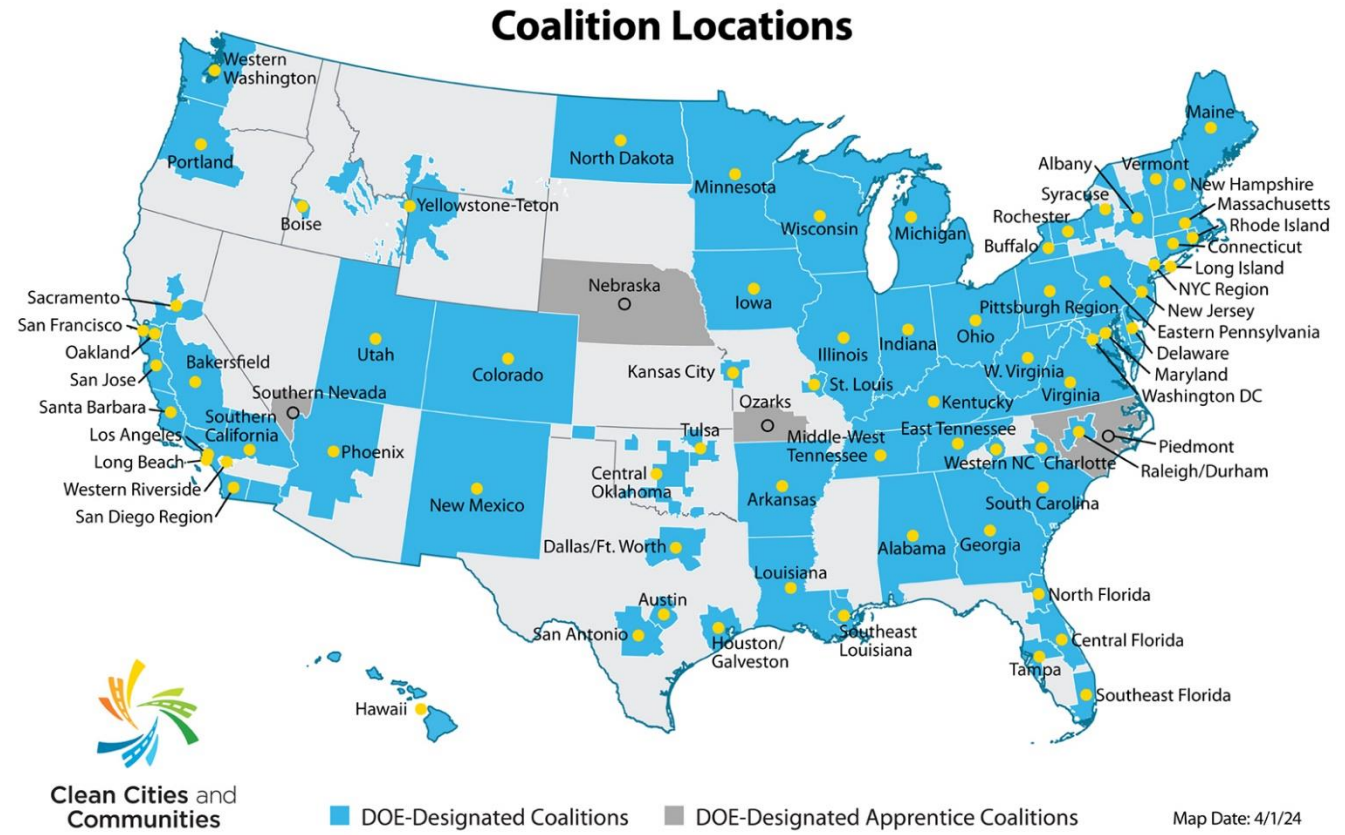 Coalition Locations
Western
Washington
Portland
Boise
Yellowstone-Teton
North Dakota
Minnesota
Wisconsin
Michigan
Maine
Albany
Vermont
Syracuse
New Hampshire
Rochester
Massachusetts
Rhode Island
Buffalo
Connecticut
Long Island
NYC Region
New Jersey
Eastern Pennsylvania
Delaware
Maryland
Washington DC
Pittsburgh Region
Nebraska
Iowa
Illinois
Indiana
Ohio
W. Virginia
Virginia
Sacramento
San Francisco
Oakland
San Jose
Santa Barbara
Los Angeles
Long Beach
Western Riverside
San Diego Region
Bakersfield
Southern Nevada
Southern
California
Utah
Colorado
Phoenix
New Mexico
Kansas City
St. Louis
Ozarks
Tulsa
Central
Oklahoma
Kentucky
East Tennessee
Middle-West
Tennessee
Western NC
Charlotte
Piedmont
Raleigh/Durham
South Carolina
Arkansas
Alabama
Georgia
Dallas/Ft. Worth
Louisiana
Austin
San Antonio
Houston/
Galveston
Southeast
Louisiana
North Florida
Central Florida
Tampa
Southeast Florida
Hawaii
Clean Cities and
Communities
DOE-Designated Coalitions
DOE-Designated Apprentice Coalitions
Map Date: 4/1/24